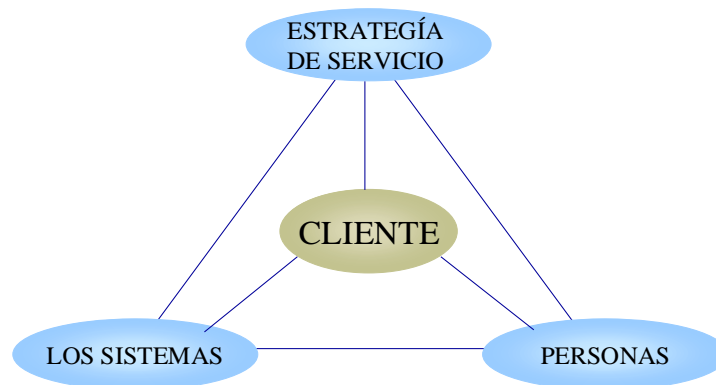 ESTRATEGÍA
DE SERVICIO
CLIENTE
LOS SISTEMAS
PERSONAS